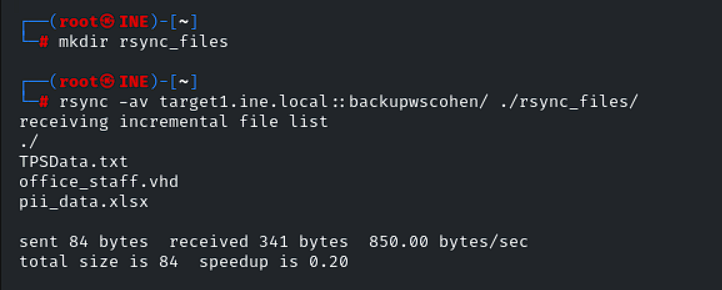 ┌──(root㉿INE)-[~]
└─# mkdir rsync_files
┌──(root㉿INE)-[~]
└─# rsync -av target1.ine.local::backupwscohen/ ./rsync_files/
receiving incremental file list
./
TPSData.txt
office_staff.vhd
pii_data.xlsx
sent 84 bytes  received 341 bytes  850.00 bytes/sec
total size is 84  speedup is 0.20